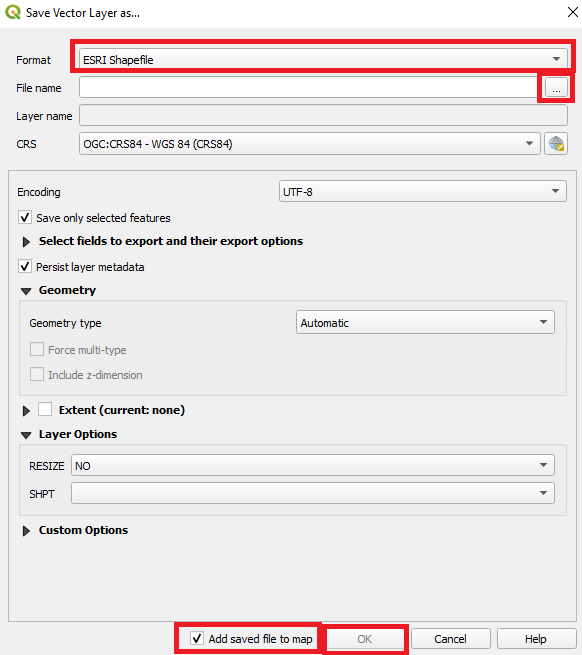 Save Vector Layer as...
Format ESRI Shapefile
File name ...
Layer name
CRS OGC:CRS84 - WGS 84 (CRS84)
Encoding UTF-8
Save only selected features
Select fields to export and their export options
Persist layer metadata
Geometry
Geometry type Automatic
Force multi-type
Include z-dimension
Extent (current: none)
Layer Options
RESIZE NO
SHPT
Custom Options
Add saved file to map OK Cancel Help